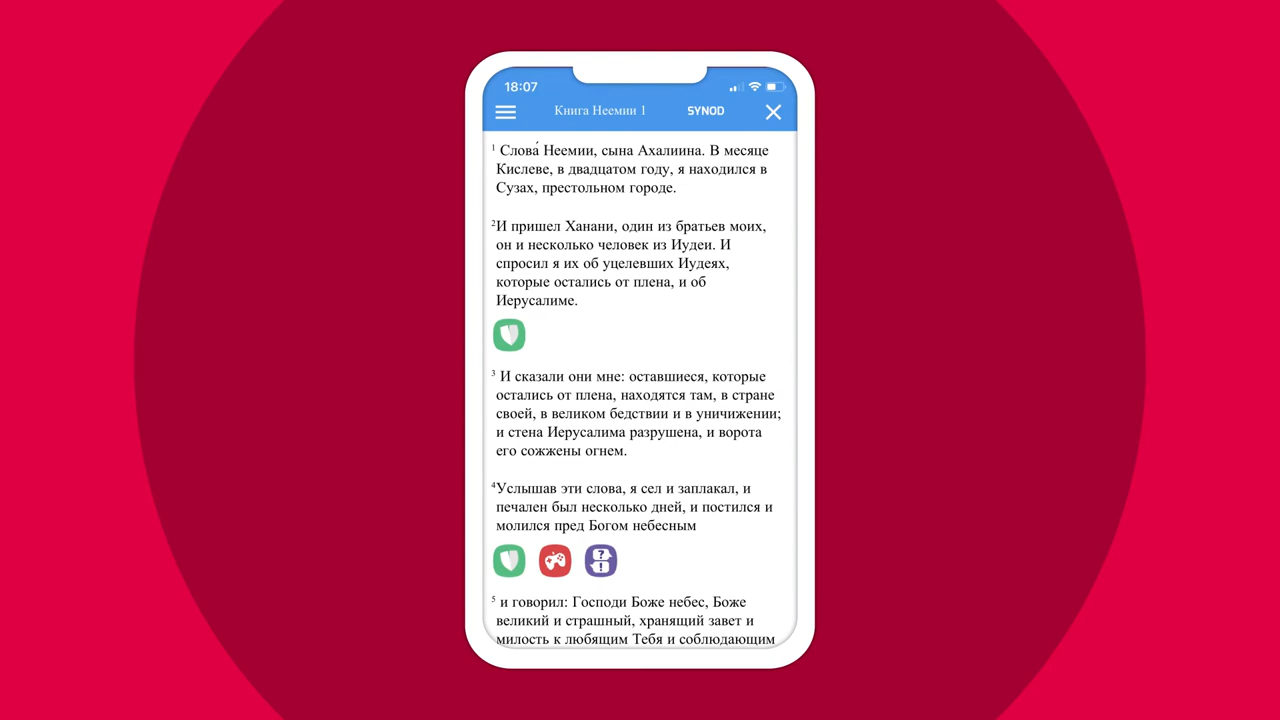 18:07
Книга Неемии 1 SYNOD
1 Слова́ Неемии, сына Ахалиина. В месяце
Кислеве, в двадцатом году, я находился в
Сузах, престольном городе.
2И пришел Ханани, один из братьев моих,
он и несколько человек из Иудеи. И
спросил я их об уцелевших Иудеях,
которые остались от плена, и об
Иерусалиме.
3 И сказали они мне: оставшиеся, которые
остались от плена, находятся там, в стране
своей, в великом бедствии и в уничижении;
и стена Иерусалима разрушена, и ворота
его сожжены огнем.
4Услышав эти слова, я сел и заплакал, и
печален был несколько дней, и постился и
молился пред Богом небесным
? !
5 и говорил: Господи Боже небес, Боже
великий и страшный, хранящий завет и
милость к любящим Тебя и соблюдающим